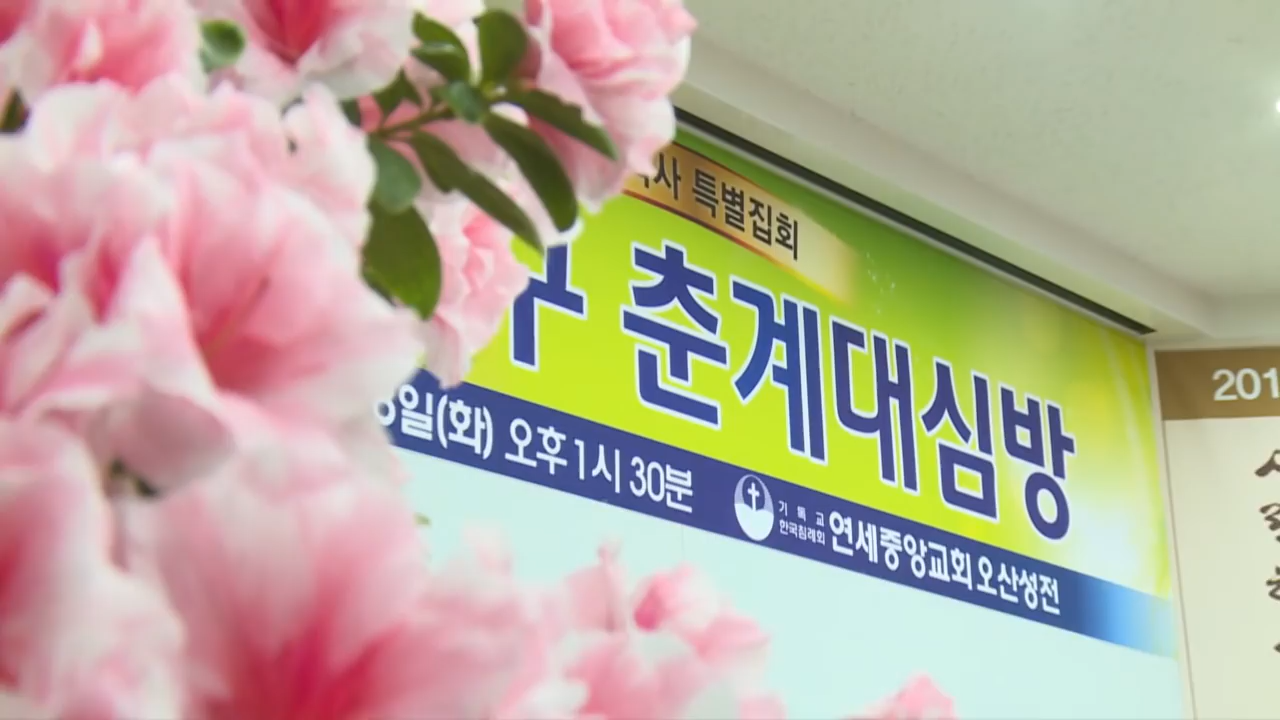 특별집회
춘계대심방
일(화) 오후 1시 30분
기독교
한국침례회
연세중앙교회 오산성전
201